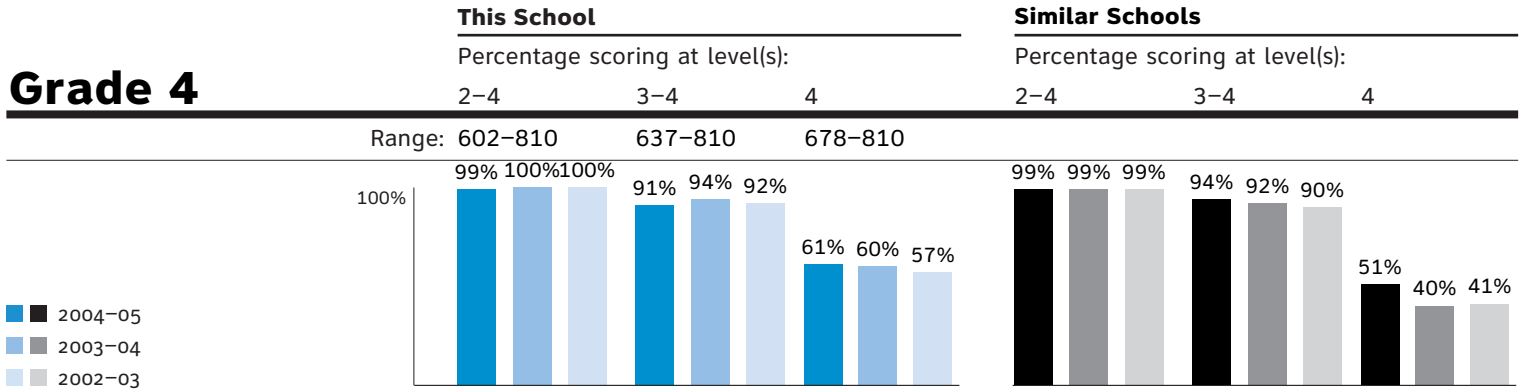 This School Similar Schools
Percentage scoring at level(s): Percentage scoring at level(s):
Grade 4 2–4 3–4 4 2–4 3–4 4
Range: 602–810 637–810 678–810
99% 100% 100% 91% 94% 92% 61% 60% 57% 99% 99% 99% 94% 92% 90% 51% 40% 41%
100%
2004–05
2003–04
2002–03